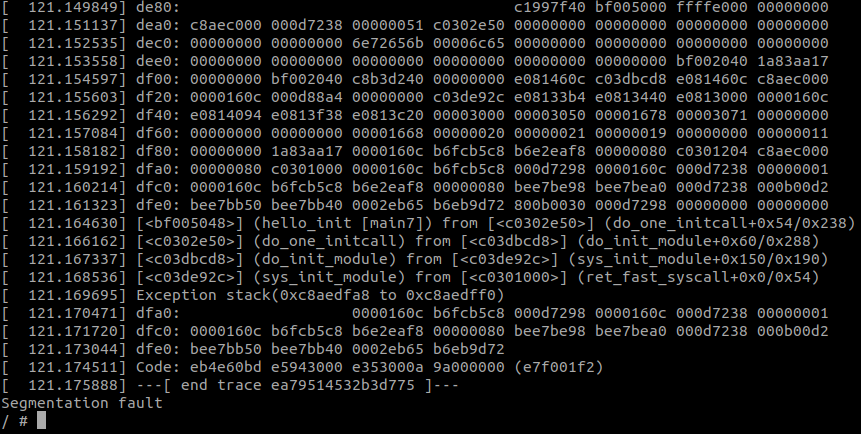 [  121.149849] de80:                                     c1997f40 bf005000 ffffe000 00000000
[  121.151137] dea0: c8aec000 000d7238 00000051 c0302e50 00000000 00000000 00000000 00000000
[  121.152535] dec0: 00000000 00000000 6e72656b 00006c65 00000000 00000000 00000000 00000000
[  121.153558] dee0: 00000000 00000000 00000000 00000000 00000000 00000000 bf002040 1a83aa17
[  121.154597] df00: 00000000 bf002040 c8b3d240 00000000 e081460c c03dbcd8 e081460c c8aec000
[  121.155603] df20: 0000160c 000d88a4 00000000 c03de92c e08133b4 e0813440 e0813000 0000160c
[  121.156292] df40: e0814094 e0813f38 e0813c20 00003000 00003050 00001678 00003071 00000000
[  121.157084] df60: 00000000 00000000 00001668 00000020 00000021 00000019 00000000 00000011
[  121.158182] df80: 00000000 1a83aa17 0000160c b6fcb5c8 b6e2eaf8 00000080 c0301204 c8aec000
[  121.159192] dfa0: 00000080 c0301000 0000160c b6fcb5c8 000d7298 0000160c 000d7238 00000001
[  121.160214] dfc0: 0000160c b6fcb5c8 b6e2eaf8 00000080 bee7be98 bee7bea0 000d7238 000b00d2
[  121.161323] dfe0: bee7bb50 bee7bb40 0002eb65 b6eb9d72 800b0030 000d7298 00000000 00000000
[  121.164630] [<bf005048>] (hello_init [main7]) from [<c0302e50>] (do_one_initcall+0x54/0x238)
[  121.166162] [<c0302e50>] (do_one_initcall) from [<c03dbcd8>] (do_init_module+0x60/0x288)
[  121.167337] [<c03dbcd8>] (do_init_module) from [<c03de92c>] (sys_init_module+0x150/0x190)
[  121.168536] [<c03de92c>] (sys_init_module) from [<c0301000>] (ret_fast_syscall+0x0/0x54)
[  121.169695] Exception stack(0xc8aedfa8 to 0xc8aedff0)
[  121.170471] dfa0:                   0000160c b6fcb5c8 000d7298 0000160c 000d7238 00000001
[  121.171720] dfc0: 0000160c b6fcb5c8 b6e2eaf8 00000080 bee7be98 bee7bea0 000d7238 000b00d2
[  121.173044] dfe0: bee7bb50 bee7bb40 0002eb65 b6eb9d72
[  121.174511] Code: eb4e60bd e5943000 e353000a 9a000000 (e7f001f2)
[  121.175888] ---[ end trace ea79514532b3d775 ]---
Segmentation fault
/ #